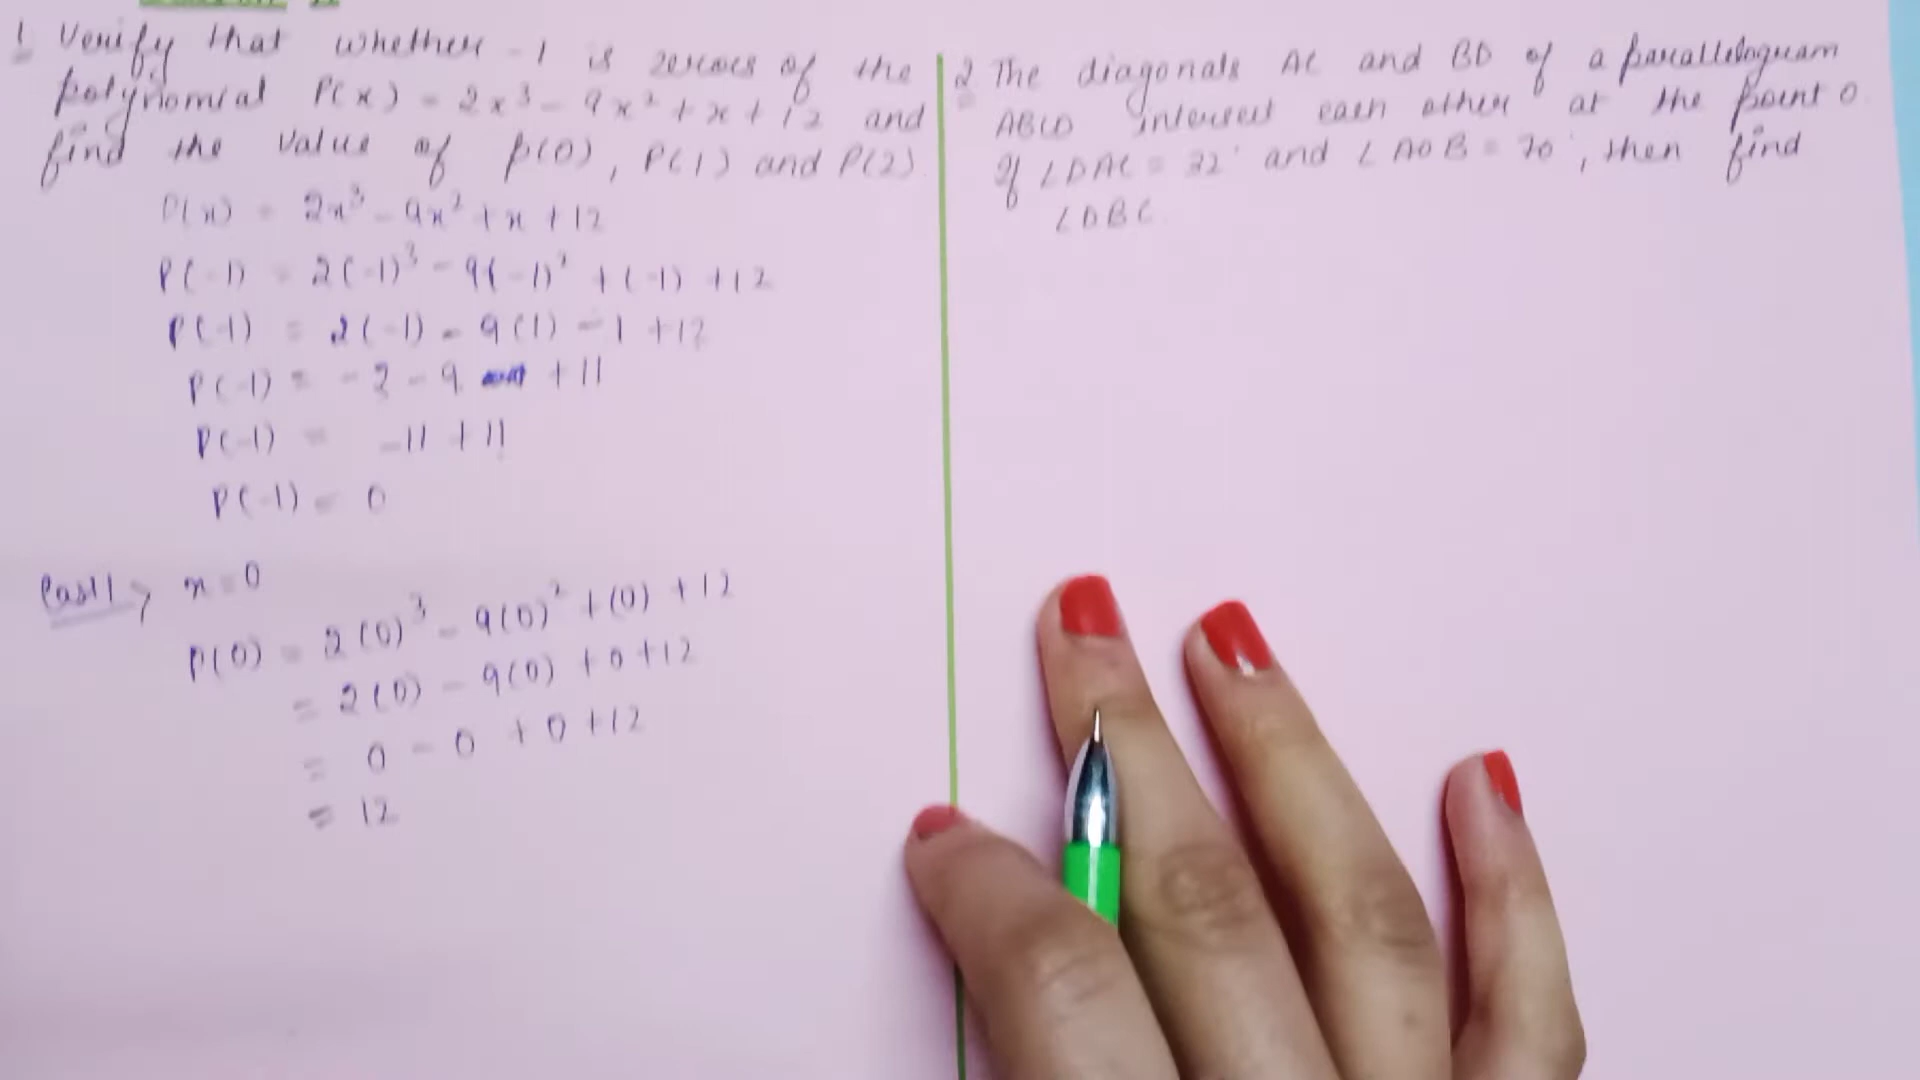 1 Verify that whether -1 is zeroes of the
polynomial P(x) = 2x³ - 9x² + x + 12 and
find the value of p(0), P(1) and P(2).
P(x) = 2x³ - 9x² + x + 12
P(-1) = 2(-1)³ - 9(-1)² + (-1) + 12
P(-1) = 2(-1) - 9(1) - 1 + 12
P(-1) = -2 - 9 + 11
P(-1) = -11 + 11
P(-1) = 0
x = 0
P(0) = 2(0)³ - 9(0)² + (0) + 12
= 2(0) - 9(0) + 0 + 12
= 0 - 0 + 0 + 12
= 12
2 The diagonals AC and BD of a parallelogram
ABCD intersect each other at the point O.
If ∠DAC = 32° and ∠AOB = 70°, then find
∠DBC